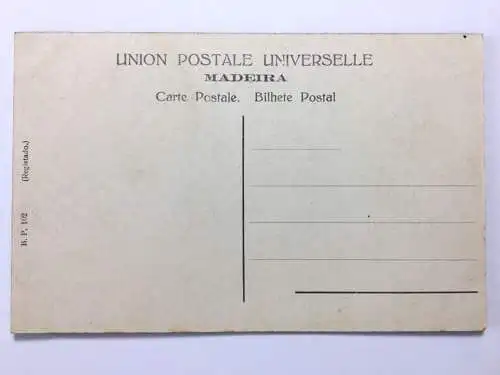 UNION POSTALE UNIVERSELLE
MADEIRA
Carte Postale. Bilhete Postal
B. P. 102 (Registado.)